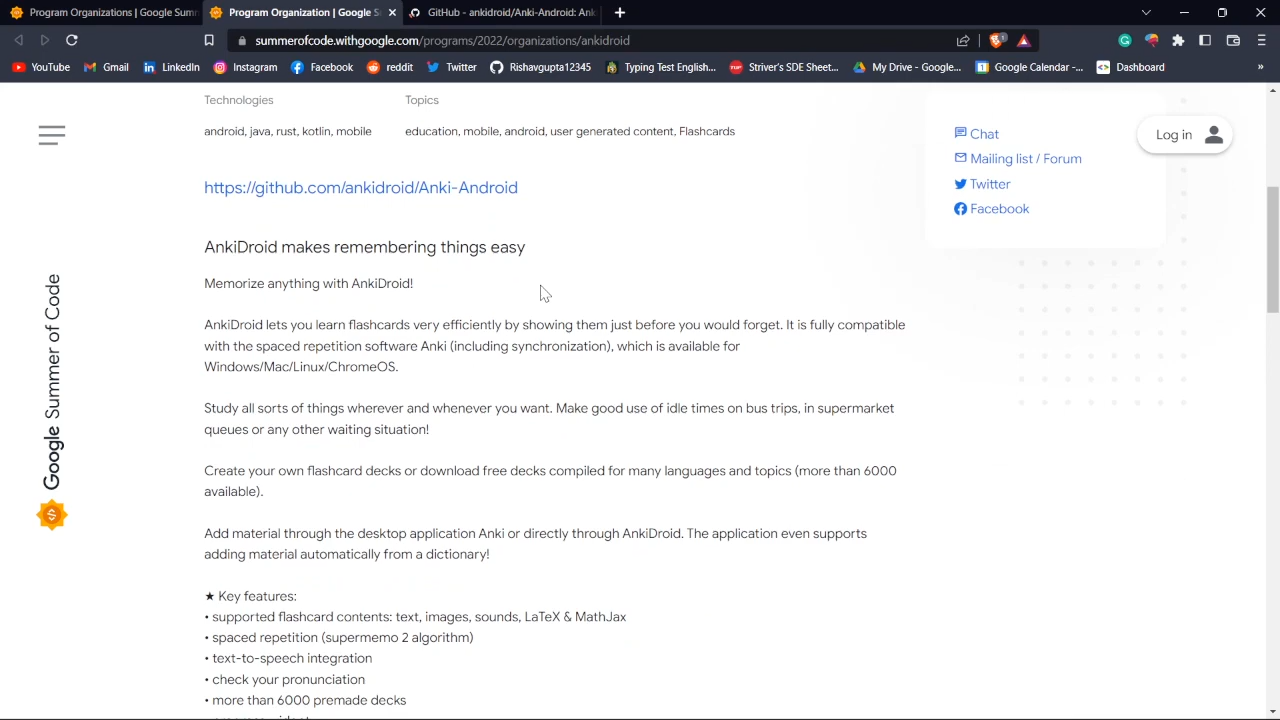 Program Organizations | Google Sum
Program Organization | Google S
GitHub - ankidroid/Anki-Android: Ank
summerofcode.withgoogle.com/programs/2022/organizations/ankidroid
1
YouTube
Gmail
LinkedIn
Instagram
Facebook
reddit
Twitter
Rishavgupta12345
Typing Test English...
Striver's SDE Sheet...
My Drive - Google...
Google Calendar -...
Dashboard
»
Technologies
Topics
android, java, rust, kotlin, mobile
education, mobile, android, user generated content, Flashcards
Chat
Mailing list / Forum
Twitter
Facebook
Log in
https://github.com/ankidroid/Anki-Android
AnkiDroid makes remembering things easy
Memorize anything with AnkiDroid!
AnkiDroid lets you learn flashcards very efficiently by showing them just before you would forget. It is fully compatible
with the spaced repetition software Anki (including synchronization), which is available for
Windows/Mac/Linux/ChromeOS.
Study all sorts of things wherever and whenever you want. Make good use of idle times on bus trips, in supermarket
queues or any other waiting situation!
Create your own flashcard decks or download free decks compiled for many languages and topics (more than 6000
available).
Add material through the desktop application Anki or directly through AnkiDroid. The application even supports
adding material automatically from a dictionary!
★ Key features:
• supported flashcard contents: text, images, sounds, LaTeX & MathJax
• spaced repetition (supermemo 2 algorithm)
• text-to-speech integration
• check your pronunciation
• more than 6000 premade decks
Google Summer of Code